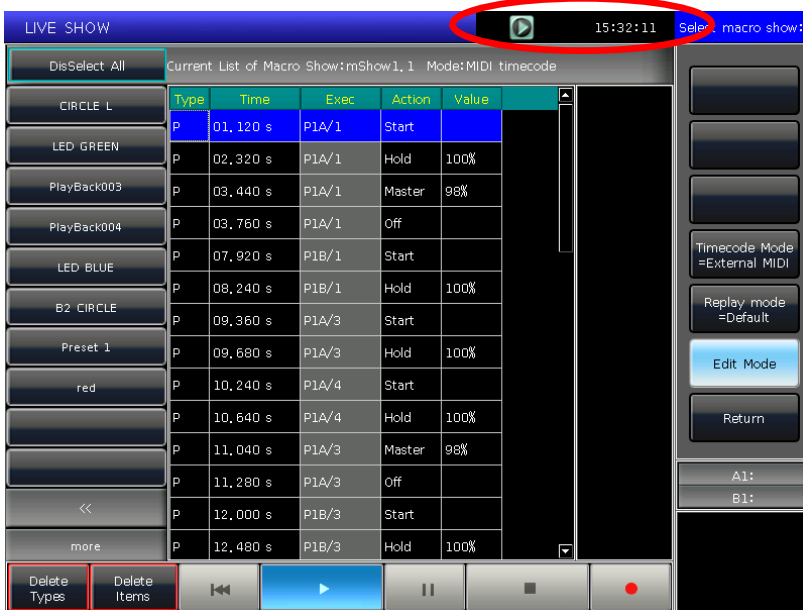 LIVE SHOW
15:32:11
Select macro show:
DisSelect All
Current List of Macro Show:mShow1.1 Mode:MIDI timecode
CIRCLE L
LED GREEN
PlayBack003
PlayBack004
LED BLUE
B2 CIRCLE
Preset 1
red
<<
more
Type Time Exec Action Value
P 01.120 s P1A/1 Start
P 02.320 s P1A/1 Hold 100%
P 03.440 s P1A/1 Master 98%
P 03.760 s P1A/1 Off
P 07.920 s P1B/1 Start
P 08.240 s P1B/1 Hold 100%
P 09.360 s P1A/3 Start
P 09.680 s P1A/3 Hold 100%
P 10.240 s P1A/4 Start
P 10.640 s P1A/4 Hold 100%
P 11.040 s P1A/3 Master 98%
P 11.280 s P1A/3 Off
P 12.000 s P1B/3 Start
P 12.480 s P1B/3 Hold 100%
Timecode Mode
=External MIDI
Replay mode
=Default
Edit Mode
Return
A1:
B1:
Delete
Types
Delete
Items